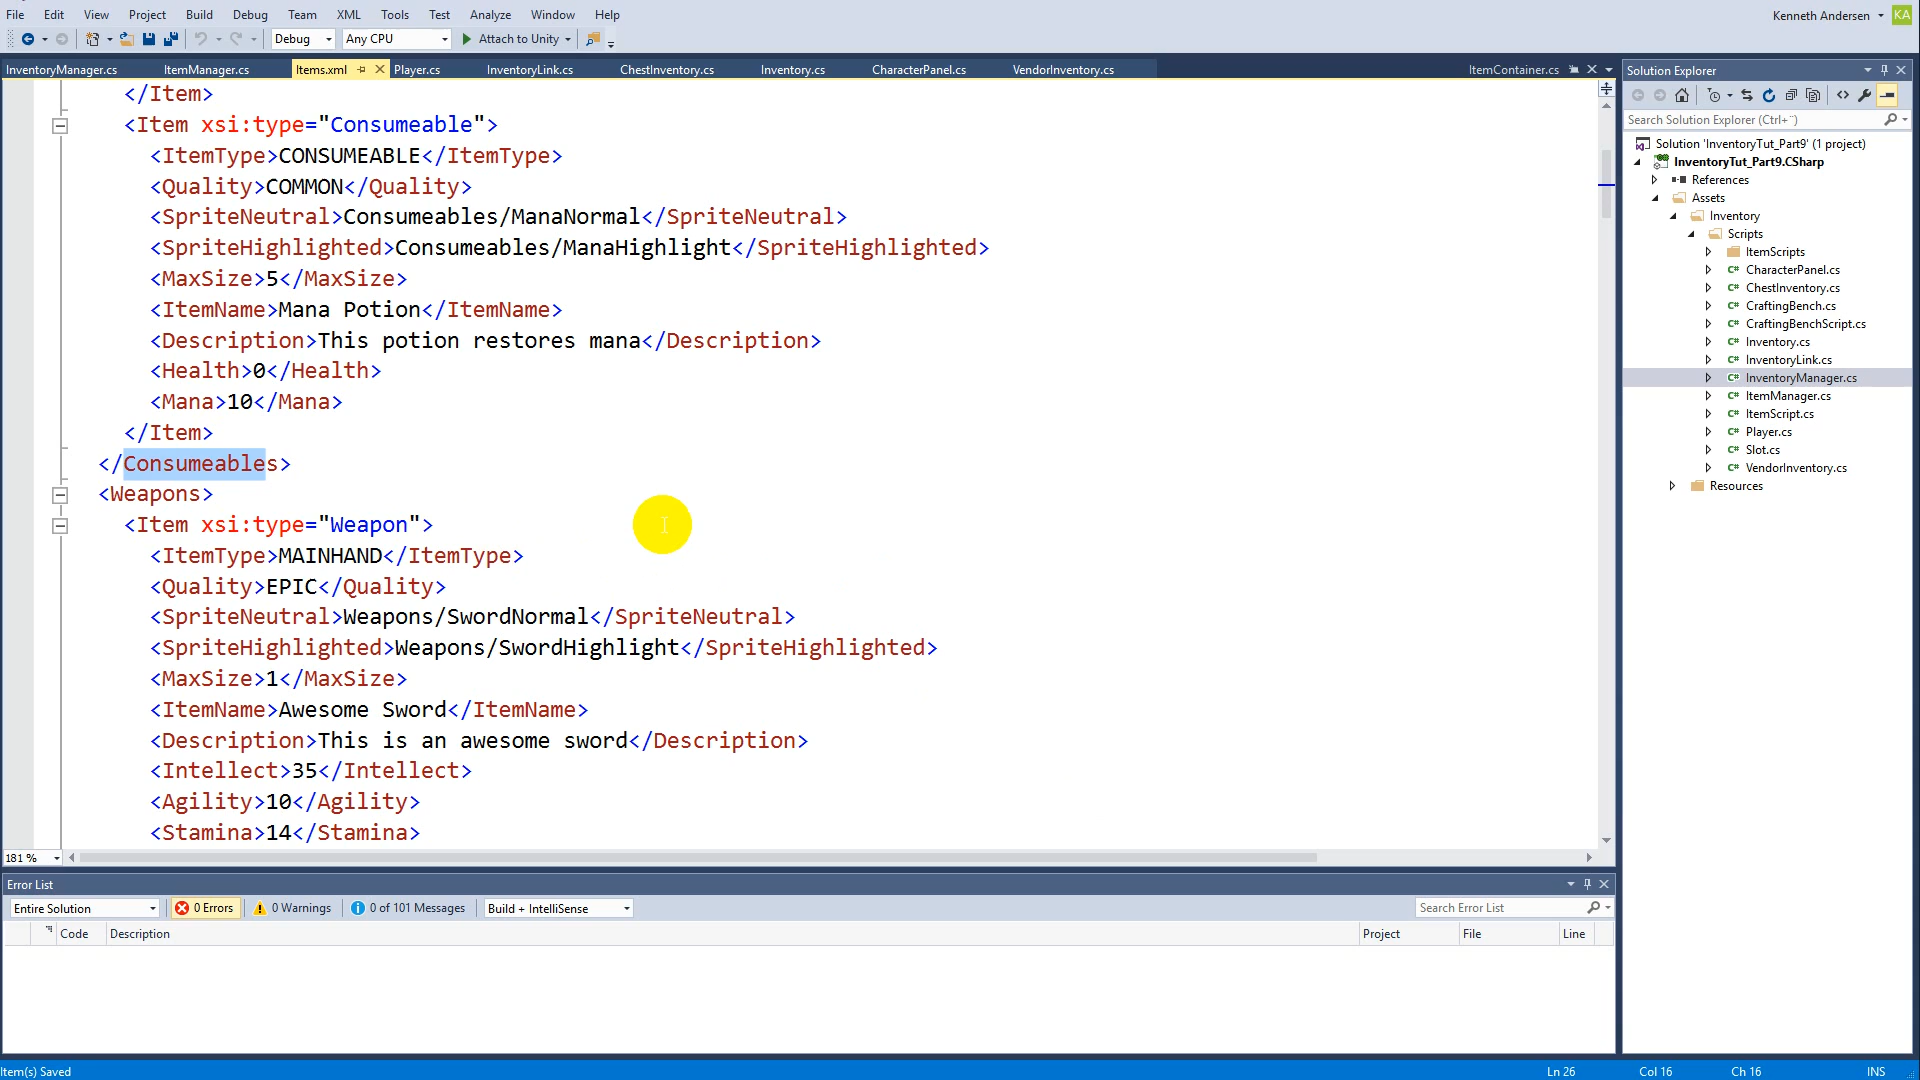 File Edit View Project Build Debug Team XML Tools Test Analyze Window Help
Kenneth Andersen KA
Debug Any CPU Attach to Unity
InventoryManager.cs ItemManager.cs Items.xml Player.cs InventoryLink.cs ChestInventory.cs Inventory.cs CharacterPanel.cs VendorInventory.cs ItemContainer.cs
</Item>
<Item xsi:type="Consumeable">
<ItemType>CONSUMEABLE</ItemType>
<Quality>COMMON</Quality>
<SpriteNeutral>Consumeables/ManaNormal</SpriteNeutral>
<SpriteHighlighted>Consumeables/ManaHighlight</SpriteHighlighted>
<MaxSize>5</MaxSize>
<ItemName>Mana Potion</ItemName>
<Description>This potion restores mana</Description>
<Health>0</Health>
<Mana>10</Mana>
</Item>
</Consumeables>
<Weapons>
<Item xsi:type="Weapon">
<ItemType>MAINHAND</ItemType>
<Quality>EPIC</Quality>
<SpriteNeutral>Weapons/SwordNormal</SpriteNeutral>
<SpriteHighlighted>Weapons/SwordHighlight</SpriteHighlighted>
<MaxSize>1</MaxSize>
<ItemName>Awesome Sword</ItemName>
<Description>This is an awesome sword</Description>
<Intellect>35</Intellect>
<Agility>10</Agility>
<Stamina>14</Stamina>
181 %
Solution Explorer
Search Solution Explorer (Ctrl+¨)
Solution 'InventoryTut_Part9' (1 project)
InventoryTut_Part9.CSharp
References
Assets
Inventory
Scripts
ItemScripts
C# CharacterPanel.cs
C# ChestInventory.cs
C# CraftingBench.cs
C# CraftingBenchScript.cs
C# Inventory.cs
C# InventoryLink.cs
C# InventoryManager.cs
C# ItemManager.cs
C# ItemScript.cs
C# Player.cs
C# Slot.cs
C# VendorInventory.cs
Resources
Error List
Entire Solution 0 Errors 0 Warnings 0 of 101 Messages Build + IntelliSense Search Error List
Code Description Project File Line
Item(s) Saved Ln 26 Col 16 Ch 16 INS